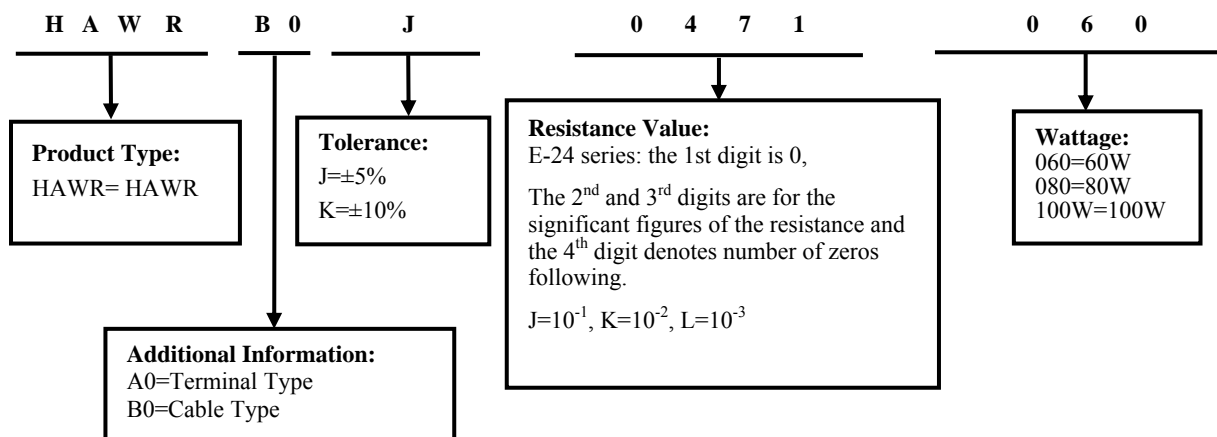 H A W R B 0 J 0 4 7 1 0 6 0
Product Type:
HAWR= HAWR
Tolerance:
J=±5%
K=±10%
Resistance Value:
E-24 series: the 1st digit is 0,
The 2nd and 3rd digits are for the
significant figures of the resistance and
the 4th digit denotes number of zeros
following.
J=10-1, K=10-2, L=10-3
Wattage:
060=60W
080=80W
100W=100W
Additional Information:
A0=Terminal Type
B0=Cable Type